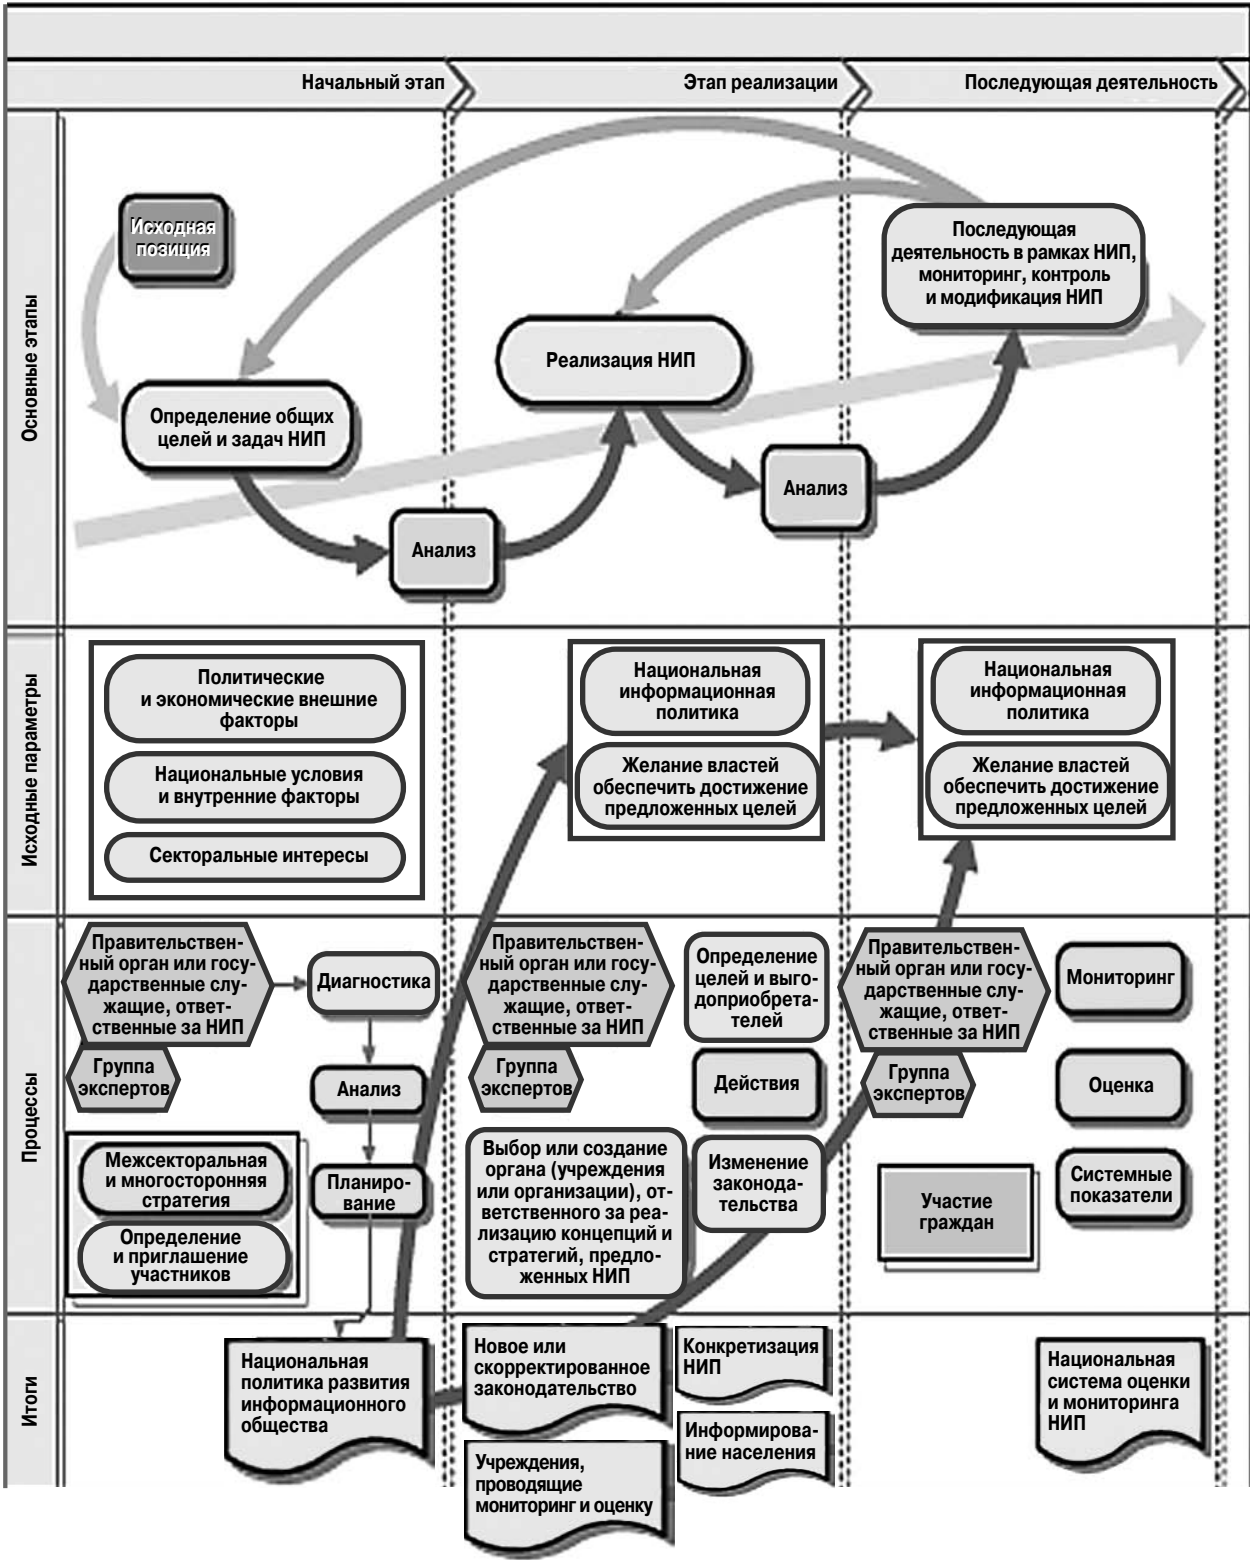 Начальный этап
Этап реализации
Последующая деятельность
Основные этапы
Исходная
позиция
Определение общих
целей и задач НИП
Анализ
Реализация НИП
Анализ
Последующая
деятельность в рамках НИП,
мониторинг, контроль
и модификация НИП
Исходные параметры
Политические
и экономические внешние
факторы
Национальные условия
и внутренние факторы
Секторальные интересы
Национальная
информационная
политика
Желание властей
обеспечить достижение
предложенных целей
Национальная
информационная
политика
Желание властей
обеспечить достижение
предложенных целей
Процессы
Правительствен-
ный орган или госу-
дарственные слу-
жащие, ответ-
ственные за НИП
Группа
экспертов
Диагностика
Анализ
Планиро-
вание
Межсекторальная
и многосторонняя
стратегия
Определение
и приглашение
участников
Правительствен-
ный орган или госу-
дарственные слу-
жащие, ответ-
ственные за НИП
Группа
экспертов
Определение
целей и выго-
доприобрета-
телей
Действия
Выбор или создание
органа (учреждения
или организации), от-
ветственного за реа-
лизацию концепций и
стратегий, предло-
женных НИП
Изменение
законода-
тельства
Правительствен-
ный орган или госу-
дарственные слу-
жащие, ответ-
ственные за НИП
Группа
экспертов
Участие
граждан
Мониторинг
Оценка
Системные
показатели
Итоги
Национальная
политика развития
информационного
общества
Новое или
скорректированное
законодательство
Конкретизация
НИП
Учреждения,
проводящие
мониторинг и оценку
Информирова-
ние населения
Национальная
система оценки
и мониторинга
НИП